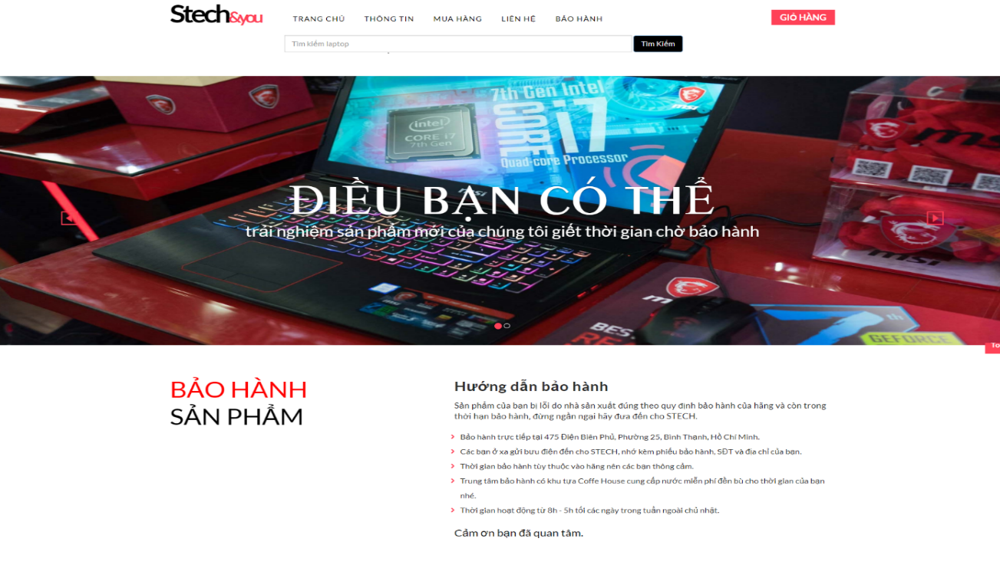 Stech&you
TRANG CHỦ THÔNG TIN MUA HÀNG LIÊN HỆ BẢO HÀNH
GIỎ HÀNG
Tìm kiếm laptop
Tìm Kiếm
7th Gen Intel
CORE i7
Quad-core Processor
(intel)
CORE i7
7th Gen
msi
msi
ĐIỀU BẠN CÓ THỂ
trải nghiệm sản phẩm mới của chúng tôi giết thời gian chờ bảo hành
msi
BEST
GEFORCE
To
BẢO HÀNH
SẢN PHẨM
Hướng dẫn bảo hành
Sản phẩm của bạn bị lỗi do nhà sản xuất đúng theo quy định bảo hành của hãng và còn trong
thời hạn bảo hành, đừng ngần ngại hãy đưa đến cho STECH.
Bảo hành trực tiếp tại 475 Điện Biên Phủ, Phường 25, Bình Thạnh, Hồ Chí Minh.
Các bạn ở xa gửi bưu điện đến cho STECH, nhớ kèm phiếu bảo hành, SĐT và địa chỉ của bạn.
Thời gian bảo hành tùy thuộc vào hãng nên các bạn thông cảm.
Trung tâm bảo hành có khu tựa Coffe House cung cấp nước miễn phí đền bù cho thời gian của bạn
nhé.
Thời gian hoạt động từ 8h - 5h tối các ngày trong tuần ngoài chủ nhật.
Cảm ơn bạn đã quan tâm.